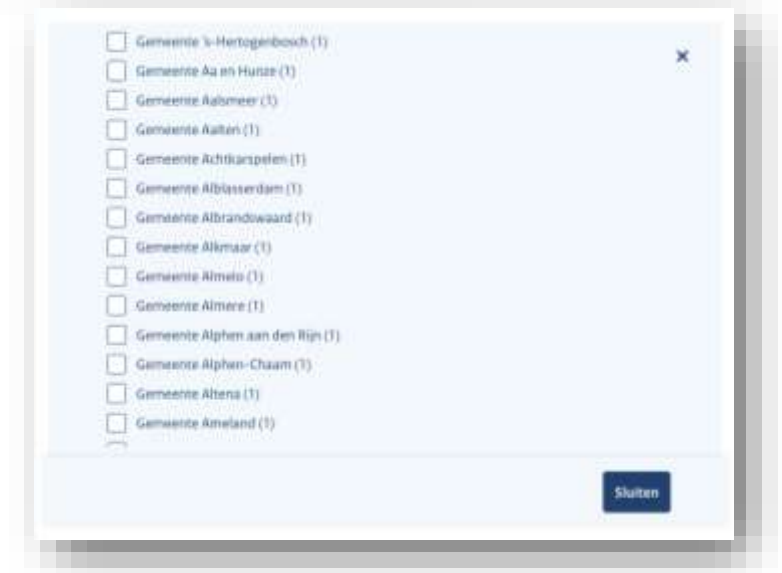 Gemeente 's-Hertogenbosch (1)
Gemeente Aa en Hunze (1)
Gemeente Aalsmeer (1)
Gemeente Aalten (1)
Gemeente Achtkarspelen (1)
Gemeente Alblasserdam (1)
Gemeente Albrandswaard (1)
Gemeente Alkmaar (1)
Gemeente Almelo (1)
Gemeente Almere (1)
Gemeente Alphen aan den Rijn (1)
Gemeente Alphen-Chaam (1)
Gemeente Altena (1)
Gemeente Ameland (1)
Sluiten